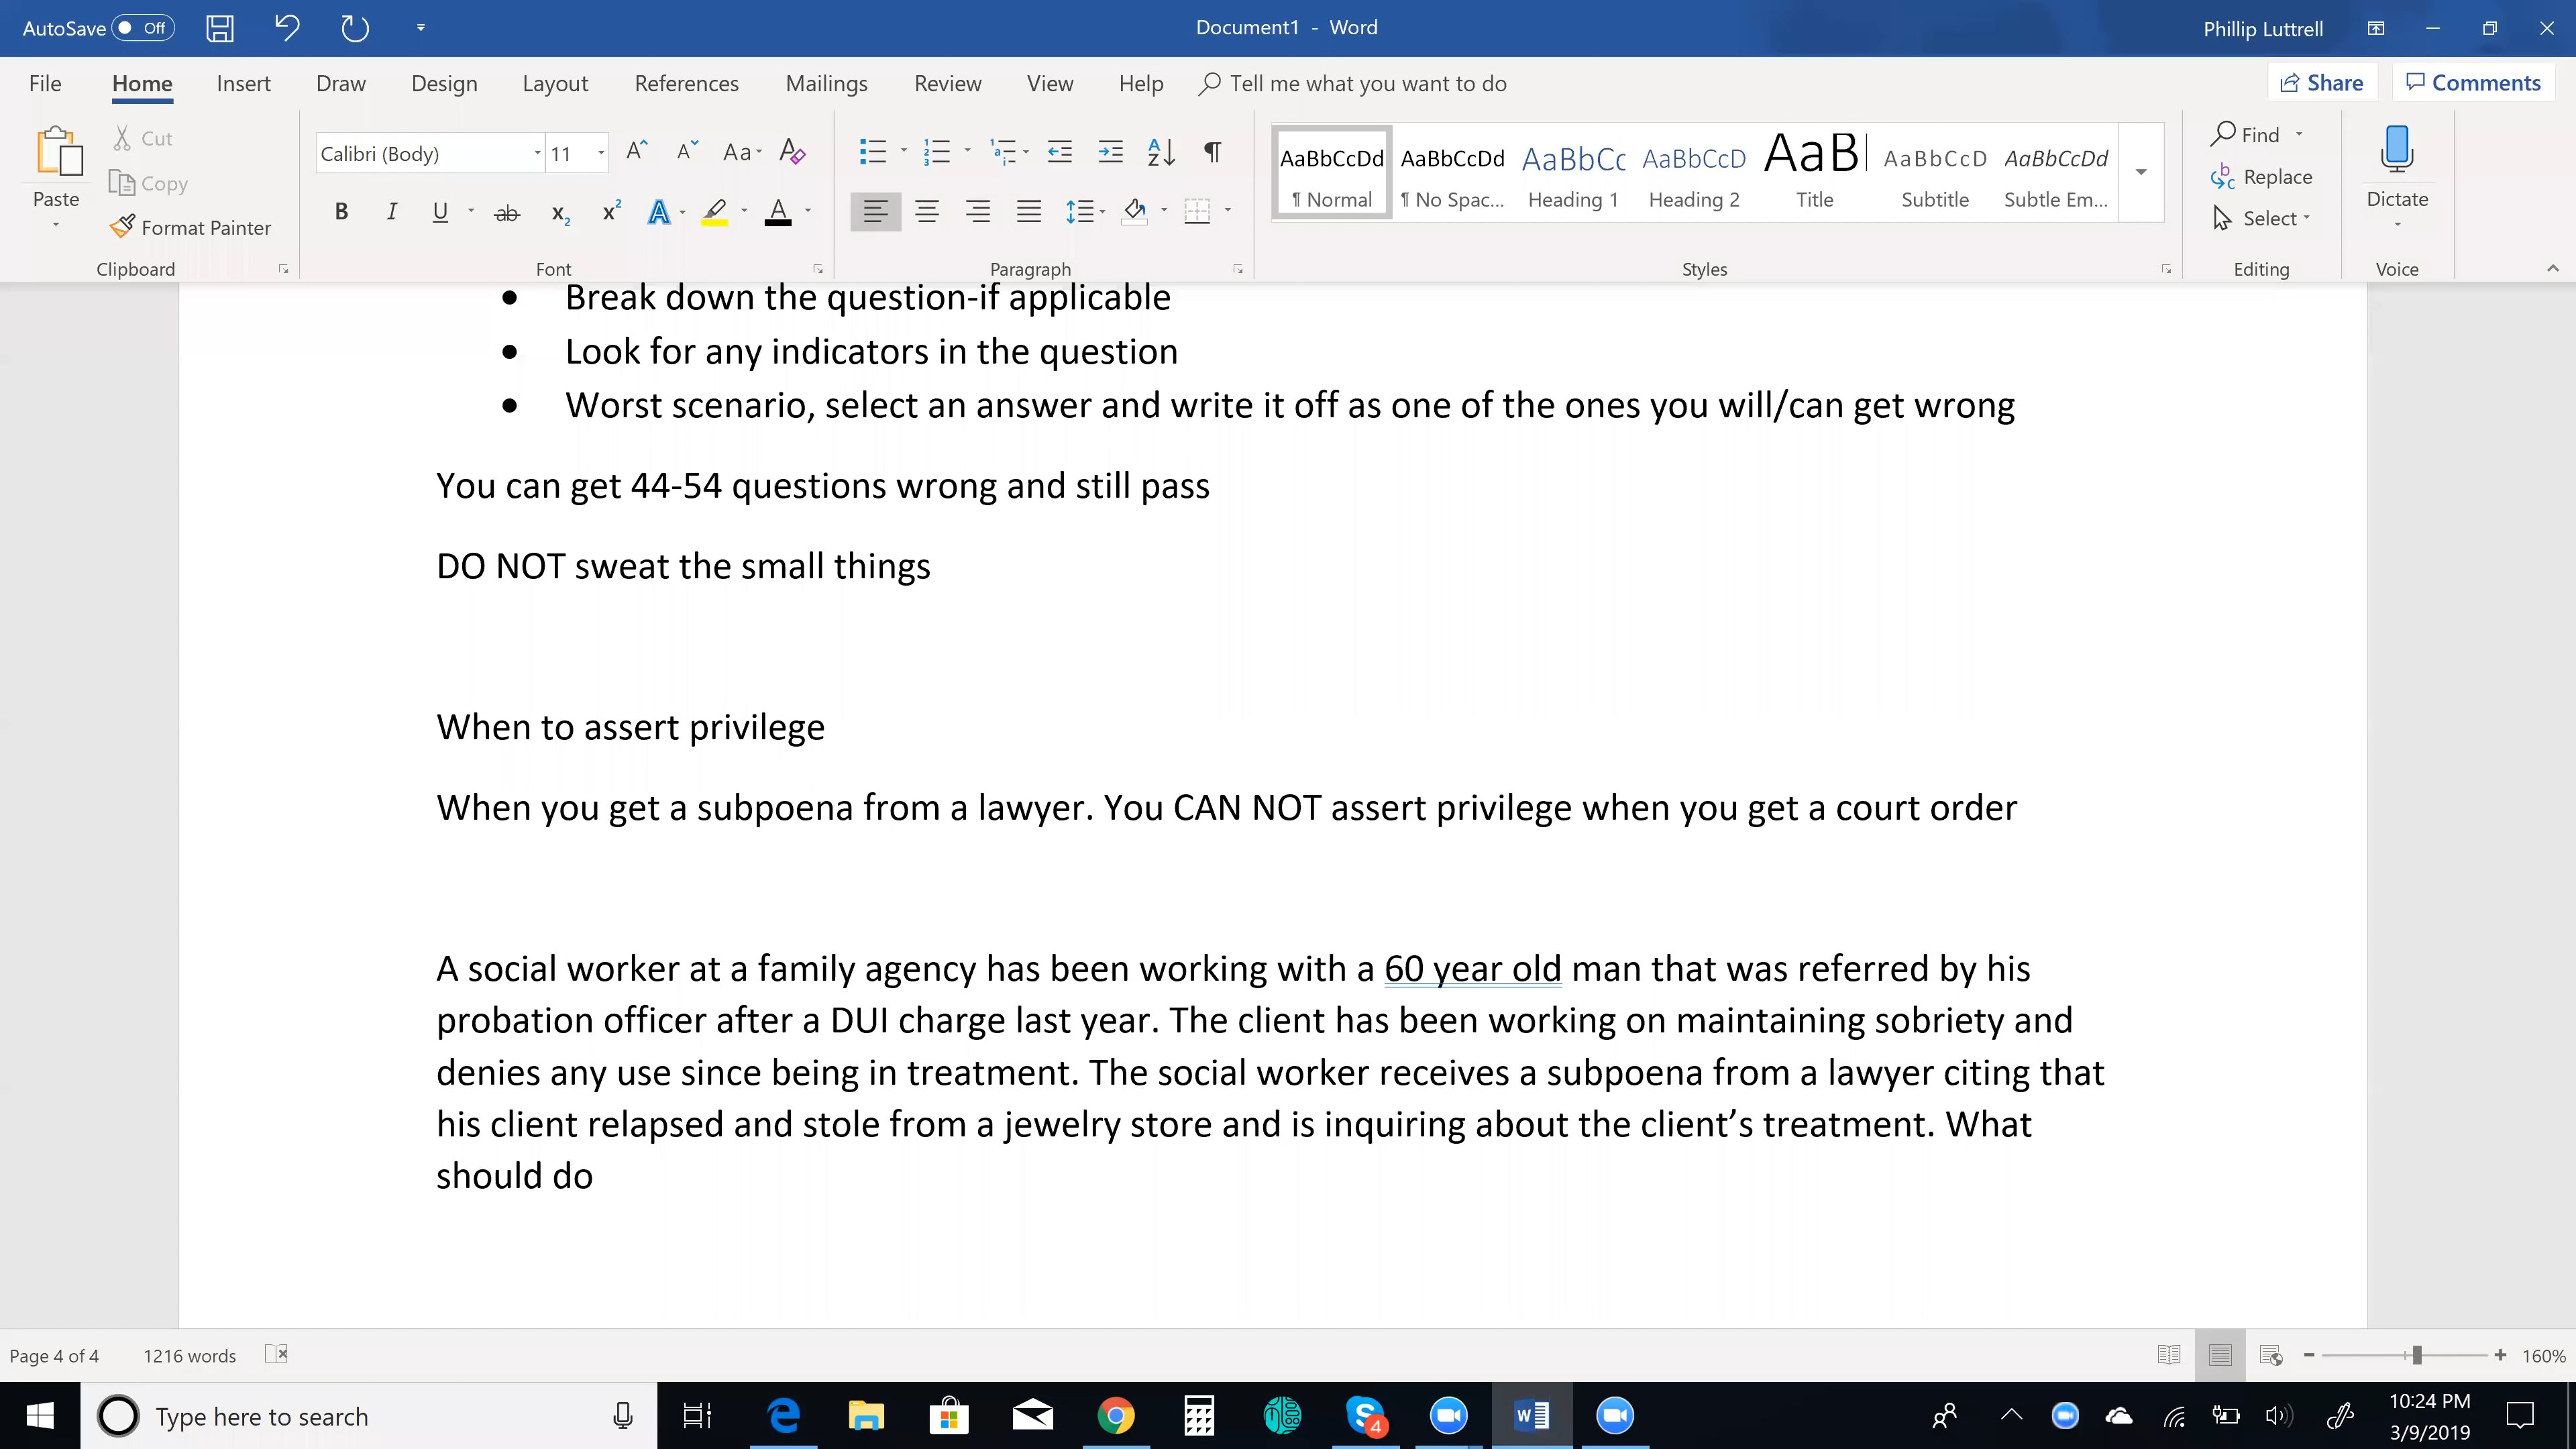 AutoSave Off Document1 - Word Phillip Luttrell
File Home Insert Draw Design Layout References Mailings Review View Help Tell me what you want to do Share Comments
Paste Cut Copy Format Painter
Clipboard
Calibri (Body) 11
Font
Paragraph
AaBbCcDd AaBbCcDd AaBbCc AaBbCcD AaB AaBbCcD AaBbCcDd
¶ Normal ¶ No Spac... Heading 1 Heading 2 Title Subtitle Subtle Em...
Styles
Find
Replace
Select
Editing
Dictate
Voice
• Break down the question-if applicable
• Look for any indicators in the question
• Worst scenario, select an answer and write it off as one of the ones you will/can get wrong
You can get 44-54 questions wrong and still pass
DO NOT sweat the small things
When to assert privilege
When you get a subpoena from a lawyer. You CAN NOT assert privilege when you get a court order
A social worker at a family agency has been working with a 60 year old man that was referred by his
probation officer after a DUI charge last year. The client has been working on maintaining sobriety and
denies any use since being in treatment. The social worker receives a subpoena from a lawyer citing that
his client relapsed and stole from a jewelry store and is inquiring about the client’s treatment. What
should do
Page 4 of 4 1216 words 160%
Type here to search 4 10:24 PM
3/9/2019